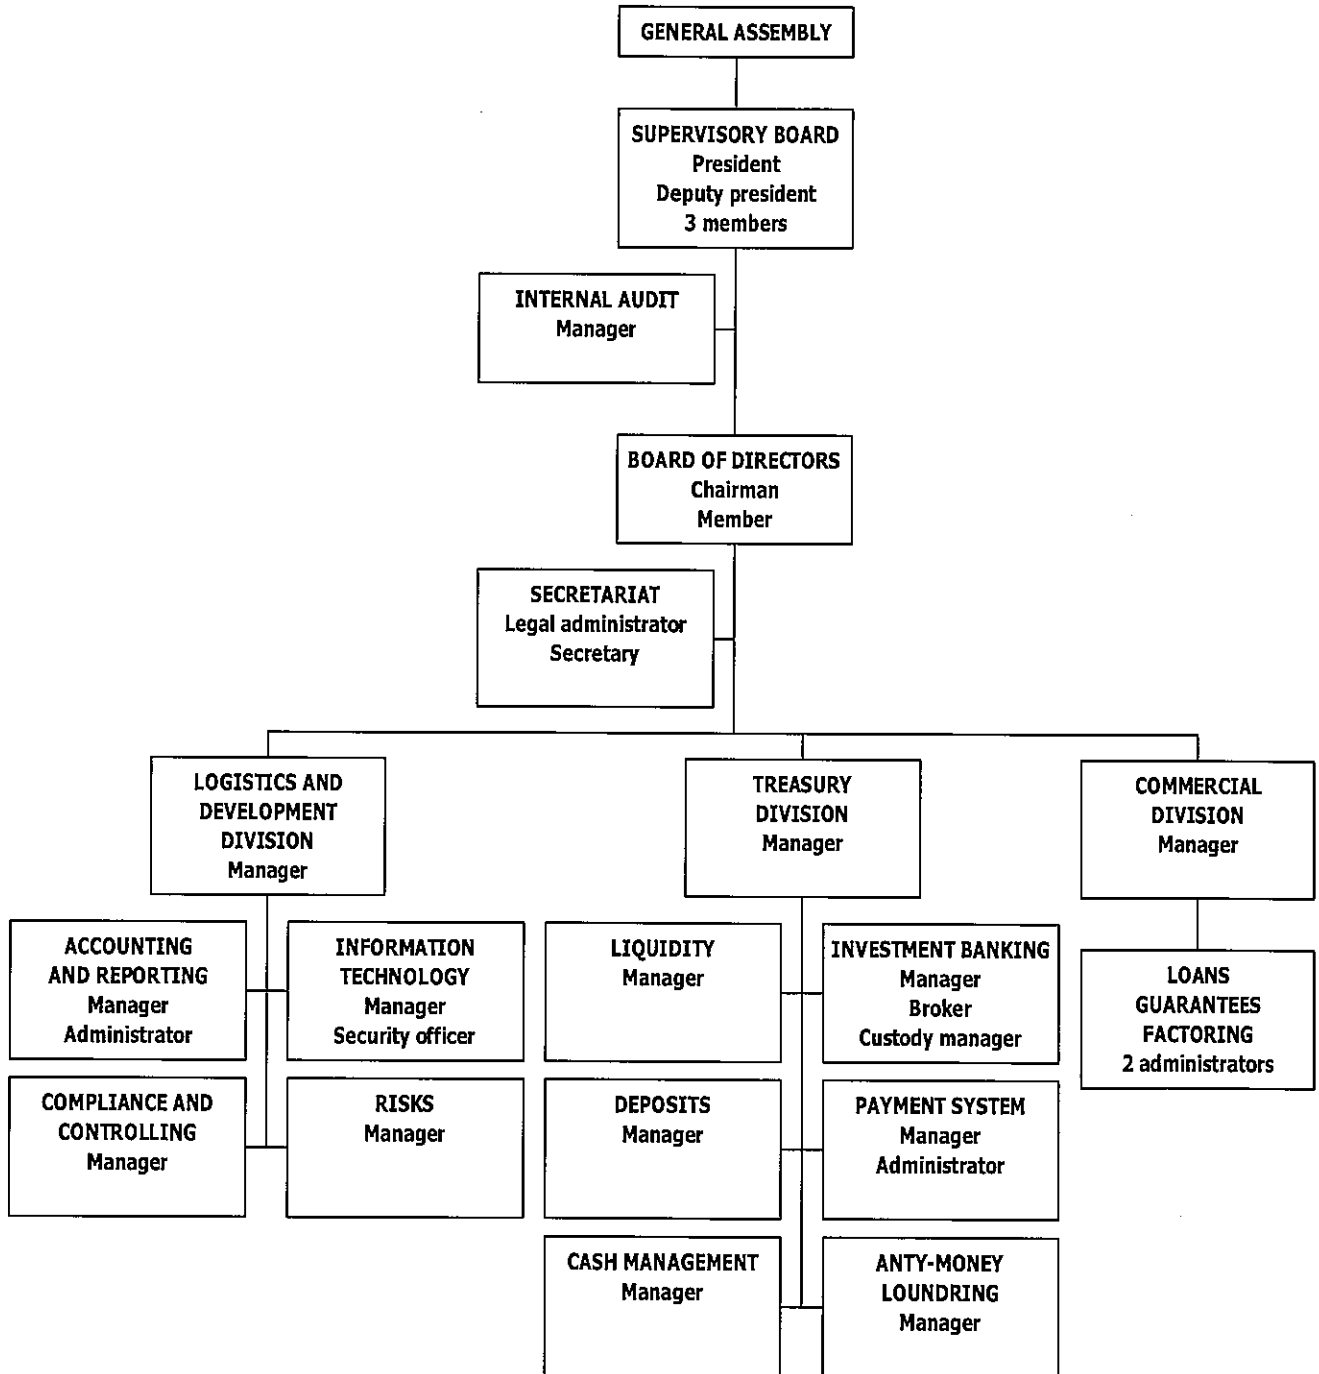 GENERAL ASSEMBLY
SUPERVISORY BOARD
President
Deputy president
3 members
INTERNAL AUDIT
Manager
BOARD OF DIRECTORS
Chairman
Member
SECRETARIAT
Legal administrator
Secretary
LOGISTICS AND
DEVELOPMENT
DIVISION
Manager
TREASURY
DIVISION
Manager
COMMERCIAL
DIVISION
Manager
ACCOUNTING
AND REPORTING
Manager
Administrator
INFORMATION
TECHNOLOGY
Manager
Security officer
LIQUIDITY
Manager
INVESTMENT BANKING
Manager
Broker
Custody manager
LOANS
GUARANTEES
FACTORING
2 administrators
COMPLIANCE AND
CONTROLLING
Manager
RISKS
Manager
DEPOSITS
Manager
PAYMENT SYSTEM
Manager
Administrator
CASH MANAGEMENT
Manager
ANTY-MONEY
LOUNDRING
Manager